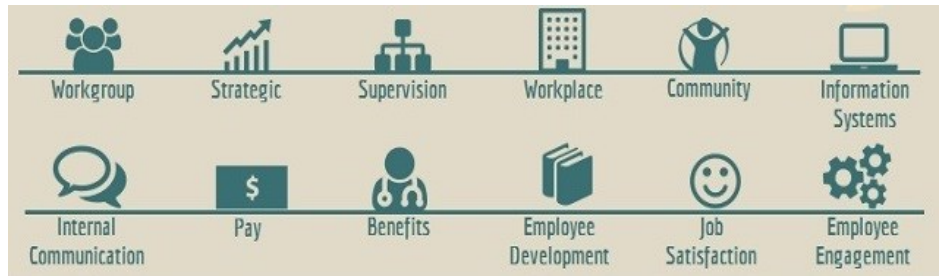 Workgroup Strategic Supervision Workplace Community Information Systems
$
Internal Communication Pay Benefits Employee Development Job Satisfaction Employee Engagement